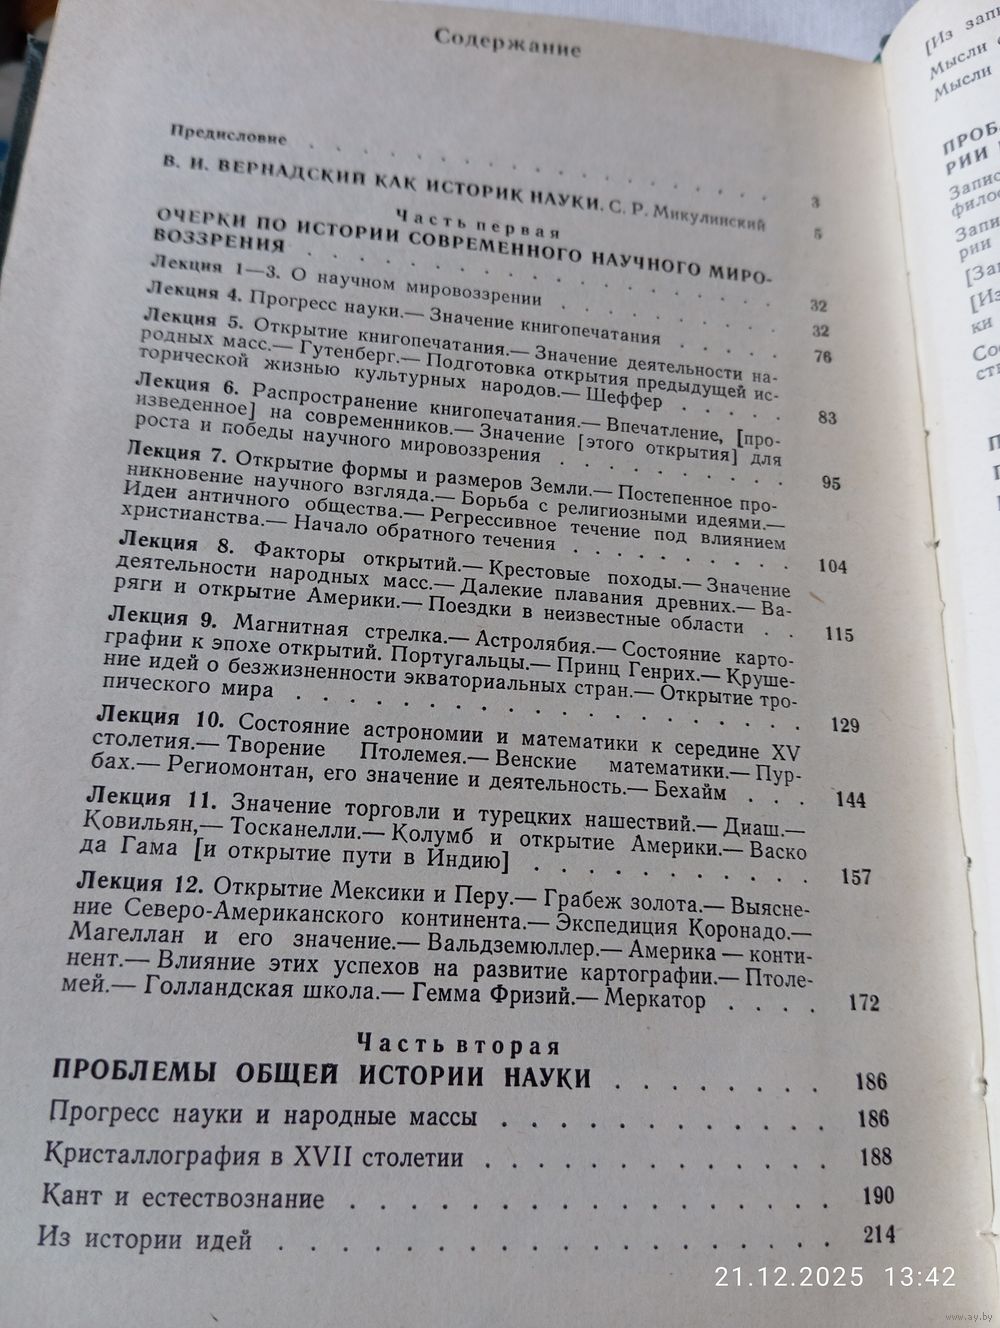 Содержание
Предисловие . . . . . . . . . . . . . . . 3
В. И. ВЕРНАДСКИЙ КАК ИСТОРИК НАУКИ. С. Р. Микулинский 5
Часть первая
ОЧЕРКИ ПО ИСТОРИИ СОВРЕМЕННОГО НАУЧНОГО МИРО-
ВОЗЗРЕНИЯ . . . . . . . . . . . . . . . 32
Лекция 1—3. О научном мировоззрении . . . . . . . . 32
Лекция 4. Прогресс науки.— Значение книгопечатания . . . . . 76
Лекция 5. Открытие книгопечатания.— Значение деятельности на-
родных масс.— Гутенберг.— Подготовка открытия предыдущей ис-
торической жизнью культурных народов.— Шеффер . . . . . 83
Лекция 6. Распространение книгопечатания.— Впечатление, [про-
изведенное] на современников.— Значение [этого открытия] для
роста и победы научного мировоззрения . . . . . . . . 95
Лекция 7. Открытие формы и размеров Земли.— Постепенное про-
никновение научного взгляда.— Борьба с религиозными идеями.—
Идеи античного общества.— Регрессивное течение под влиянием
христианства.— Начало обратного течения . . . . . . . . 104
Лекция 8. Факторы открытий.— Крестовые походы.— Значение
деятельности народных масс.— Далекие плавания древних.— Ва-
ряги и открытие Америки.— Поездки в неизвестные области . . 115
Лекция 9. Магнитная стрелка.— Астролябия.— Состояние карто-
графии к эпохе открытий. Португальцы.— Принц Генрих.— Круше-
ние идей о безжизненности экваториальных стран.— Открытие тро-
пического мира . . . . . . . . . . . . . . . . . 129
Лекция 10. Состояние астрономии и математики к середине XV
столетия.— Творение Птолемея.— Венские математики.— Пур-
бах.— Региомонтан, его значение и деятельность.— Бехайм . . . 144
Лекция 11. Значение торговли и турецких нашествий.— Диаш.—
Ковильян,— Тосканелли.— Колумб и открытие Америки.— Васко
да Гама [и открытие пути в Индию] . . . . . . . . . . 157
Лекция 12. Открытие Мексики и Перу.— Грабеж золота.— Выясне-
ние Северо-Американского континента.— Экспедиция Коронадо.—
Магеллан и его значение.— Вальдземюллер.— Америка — конти-
нент.— Влияние этих успехов на развитие картографии.— Птоле-
мей.— Голландская школа.— Гемма Фризий.— Меркатор . . . . 172
Часть вторая
ПРОБЛЕМЫ ОБЩЕЙ ИСТОРИИ НАУКИ . . . . . . . 186
Прогресс науки и народные массы . . . . . . . . . . . 186
Кристаллография в XVII столетии . . . . . . . . . . . 188
Кант и естествознание . . . . . . . . . . . . . . . 190
Из истории идей . . . . . . . . . . . . . . . . . . 214
[Из
Мысли
Мысли
21.12.2025 13:42
www.ay.by